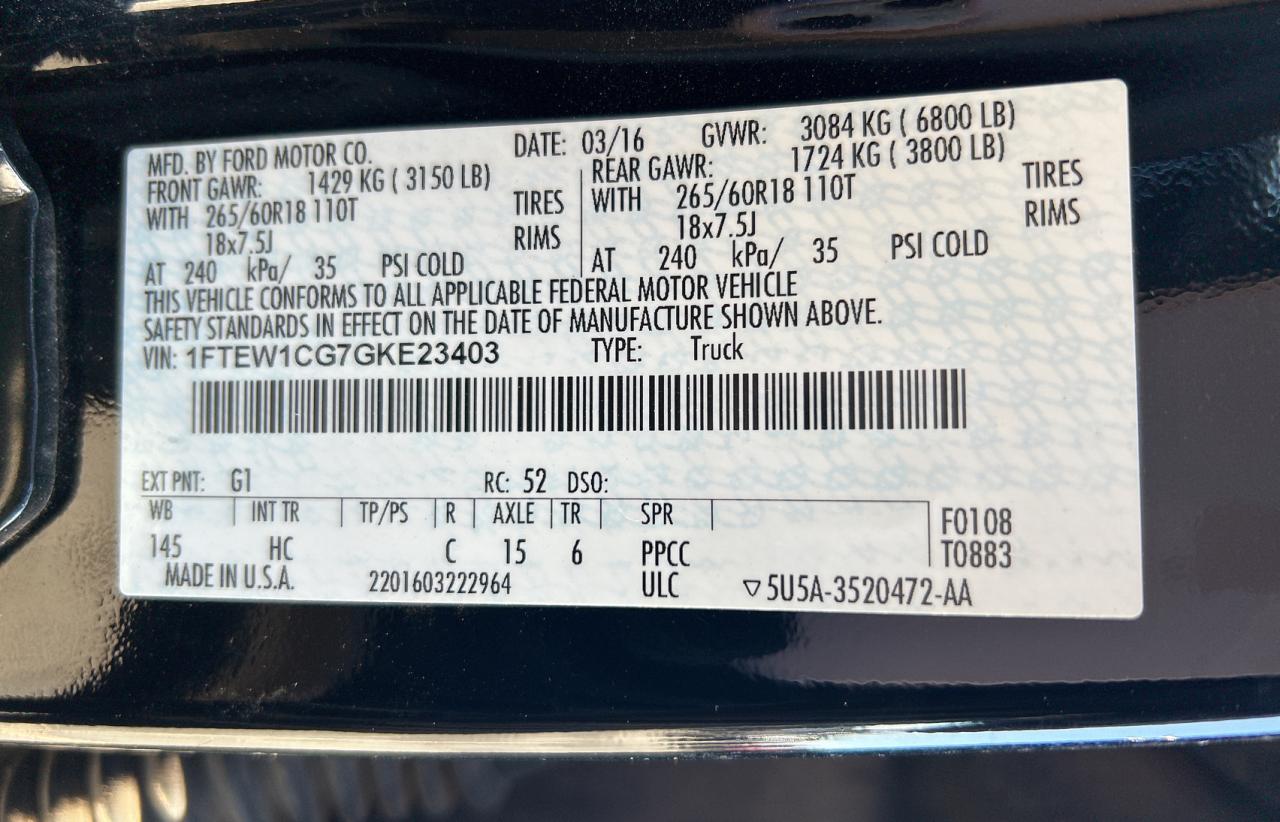 MFD. BY FORD MOTOR CO. DATE: 03/16 GVWR: 3084 KG ( 6800 LB)
FRONT GAWR: 1429 KG ( 3150 LB) REAR GAWR: 1724 KG ( 3800 LB)
WITH 265/60R18 110T TIRES WITH 265/60R18 110T TIRES
18x7.5J RIMS 18x7.5J RIMS
AT 240 kPa/ 35 PSI COLD AT 240 kPa/ 35 PSI COLD
THIS VEHICLE CONFORMS TO ALL APPLICABLE FEDERAL MOTOR VEHICLE
SAFETY STANDARDS IN EFFECT ON THE DATE OF MANUFACTURE SHOWN ABOVE.
VIN: 1FTEW1CG7GKE23403 TYPE: Truck
EXT PNT: G1 RC: 52 DSO:
WB INT TR TP/PS R AXLE TR SPR F0108
145 HC C 15 6 PPCC T0883
MADE IN U.S.A. 2201603222964 ULC ▽5U5A-3520472-AA